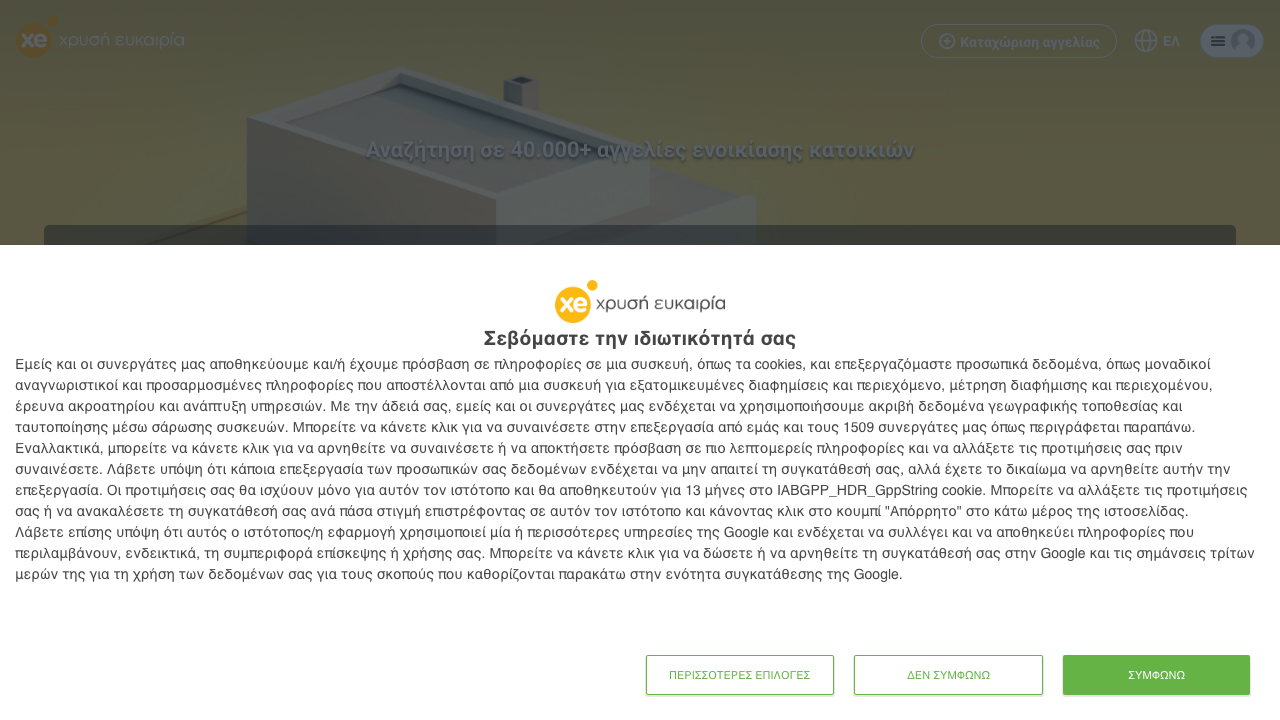 xe χρυσή ευκαιρία
Καταχώριση αγγελίας
ΕΛ
Αναζήτηση σε 40.000+ αγγελίες ενοικίασης κατοικιών
xe χρυσή ευκαιρία
Σεβόμαστε την ιδιωτικότητά σας
Εμείς και οι συνεργάτες μας αποθηκεύουμε και/ή έχουμε πρόσβαση σε πληροφορίες σε μια συσκευή, όπως τα cookies, και επεξεργαζόμαστε προσωπικά δεδομένα, όπως μοναδικοί
αναγνωριστικοί και προσαρμοσμένες πληροφορίες που αποστέλλονται από μια συσκευή για εξατομικευμένες διαφημίσεις και περιεχόμενο, μέτρηση διαφήμισης και περιεχομένου,
έρευνα ακροατηρίου και ανάπτυξη υπηρεσιών. Με την άδειά σας, εμείς και οι συνεργάτες μας ενδέχεται να χρησιμοποιήσουμε ακριβή δεδομένα γεωγραφικής τοποθεσίας και
ταυτοποίησης μέσω σάρωσης συσκευών. Μπορείτε να κάνετε κλικ για να συναινέσετε στην επεξεργασία από εμάς και τους 1509 συνεργάτες μας όπως περιγράφεται παραπάνω.
Εναλλακτικά, μπορείτε να κάνετε κλικ για να αρνηθείτε να συναινέσετε ή να αποκτήσετε πρόσβαση σε πιο λεπτομερείς πληροφορίες και να αλλάξετε τις προτιμήσεις σας πριν
συναινέσετε. Λάβετε υπόψη ότι κάποια επεξεργασία των προσωπικών σας δεδομένων ενδέχεται να μην απαιτεί τη συγκατάθεσή σας, αλλά έχετε το δικαίωμα να αρνηθείτε αυτήν την
επεξεργασία. Οι προτιμήσεις σας θα ισχύουν μόνο για αυτόν τον ιστότοπο και θα αποθηκευτούν για 13 μήνες στο IABGPP_HDR_GppString cookie. Μπορείτε να αλλάξετε τις προτιμήσεις
σας ή να ανακαλέσετε τη συγκατάθεσή σας ανά πάσα στιγμή επιστρέφοντας σε αυτόν τον ιστότοπο και κάνοντας κλικ στο κουμπί "Απόρρητο" στο κάτω μέρος της ιστοσελίδας.
Λάβετε επίσης υπόψη ότι αυτός ο ιστότοπος/η εφαρμογή χρησιμοποιεί μία ή περισσότερες υπηρεσίες της Google και ενδέχεται να συλλέγει και να αποθηκεύει πληροφορίες που
περιλαμβάνουν, ενδεικτικά, τη συμπεριφορά επίσκεψης ή χρήσης σας. Μπορείτε να κάνετε κλικ για να δώσετε ή να αρνηθείτε τη συγκατάθεσή σας στην Google και τις σημάνσεις τρίτων
μερών της για τη χρήση των δεδομένων σας για τους σκοπούς που καθορίζονται παρακάτω στην ενότητα συγκατάθεσης της Google.
ΠΕΡΙΣΣΟΤΕΡΕΣ ΕΠΙΛΟΓΕΣ
ΔΕΝ ΣΥΜΦΩΝΩ
ΣΥΜΦΩΝΩ